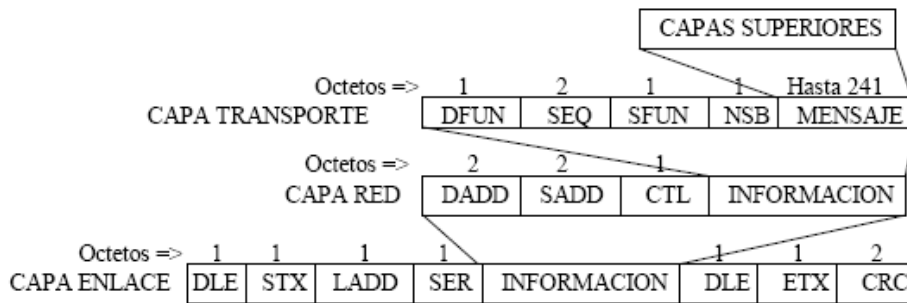 CAPAS SUPERIORES
Octetos => 1 2 1 1 Hasta 241
CAPA TRANSPORTE DFUN SEQ SFUN NSB MENSAJE
Octetos => 2 2 1
CAPA RED DADD SADD CTL INFORMACION
Octetos => 1 1 1 1 1 1 2
CAPA ENLACE DLE STX LADD SER INFORMACION DLE ETX CRC